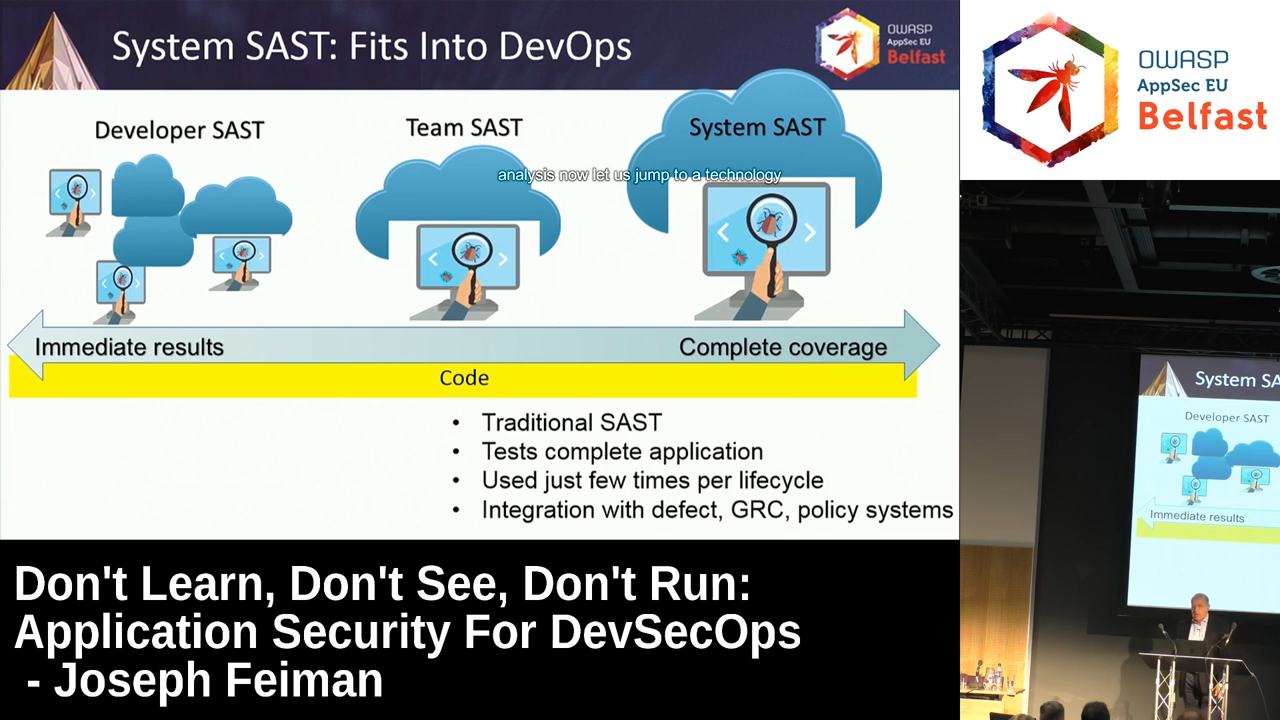 System SAST: Fits Into DevOps
OWASP
AppSec EU
Belfast
Developer SAST
Team SAST
System SAST
analysis now let us jump to a technology
Immediate results
Complete coverage
Code
• Traditional SAST
• Tests complete application
• Used just few times per lifecycle
• Integration with defect, GRC, policy systems
Don't Learn, Don't See, Don't Run:
Application Security For DevSecOps
- Joseph Feiman
OWASP
AppSec EU
Belfast
System SA
Developer SAST
Immediate results